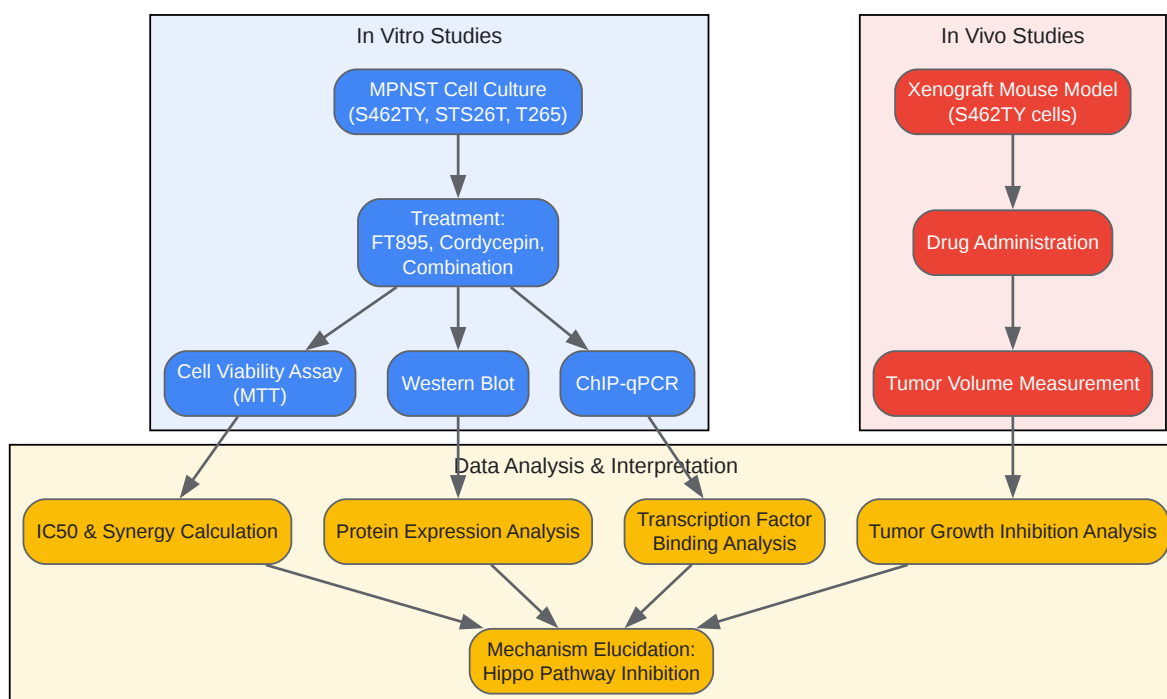 In Vitro Studies
MPNST Cell Culture
(S462TY, STS26T, T265)
Treatment:
FT895, Cordycepin,
Combination
Cell Viability Assay
(MTT)
Western Blot
ChIP-qPCR
In Vivo Studies
Xenograft Mouse Model
(S462TY cells)
Drug Administration
Tumor Volume Measurement
Data Analysis & Interpretation
IC50 & Synergy Calculation
Protein Expression Analysis
Transcription Factor
Binding Analysis
Tumor Growth Inhibition Analysis
Mechanism Elucidation:
Hippo Pathway Inhibition